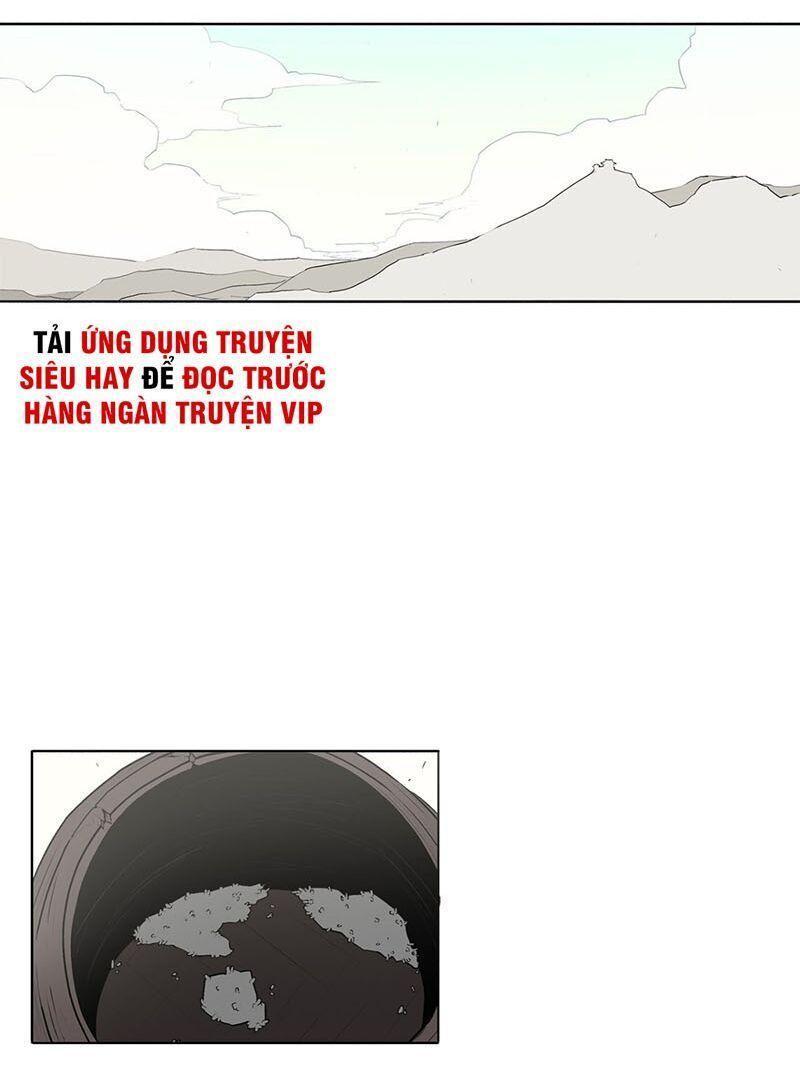 TẢI ỨNG DỤNG TRUYỆN
SIÊU HAY ĐỂ ĐỌC TRƯỚC
HÀNG NGÀN TRUYỆN VIP